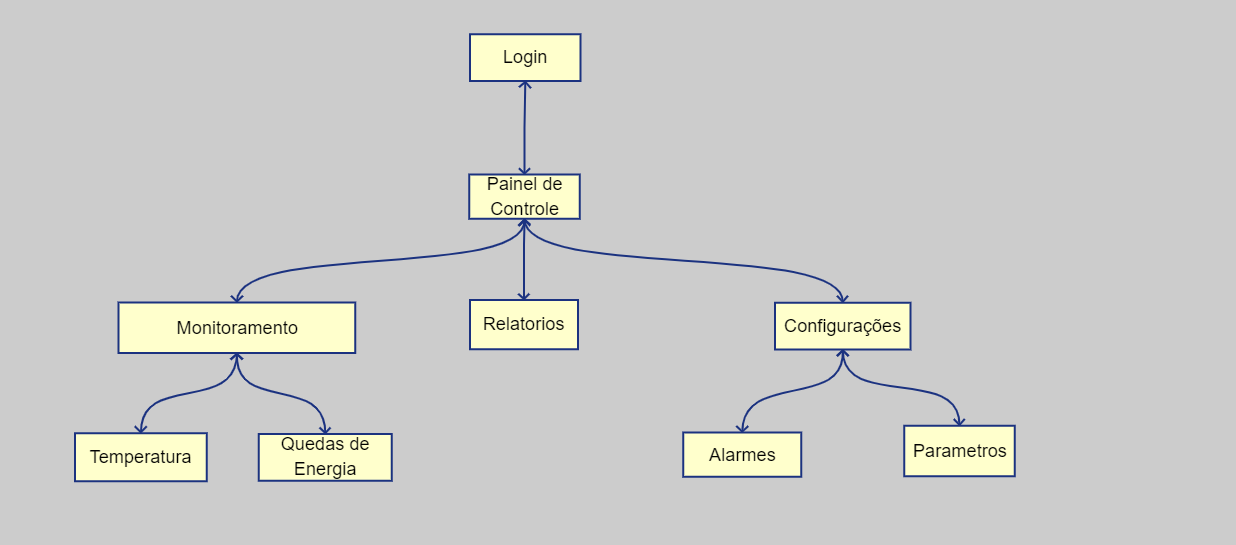 Login
Painel de
Controle
Monitoramento
Relatorios
Configurações
Temperatura
Quedas de
Energia
Alarmes
Parametros